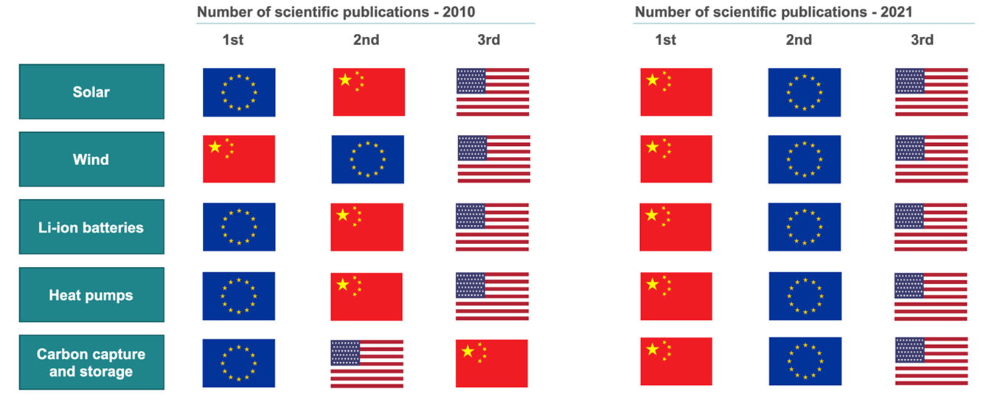 Number of scientific publications - 2010
Number of scientific publications - 2021
1st 2nd 3rd
1st 2nd 3rd
Solar
Wind
Li-ion batteries
Heat pumps
Carbon capture
and storage